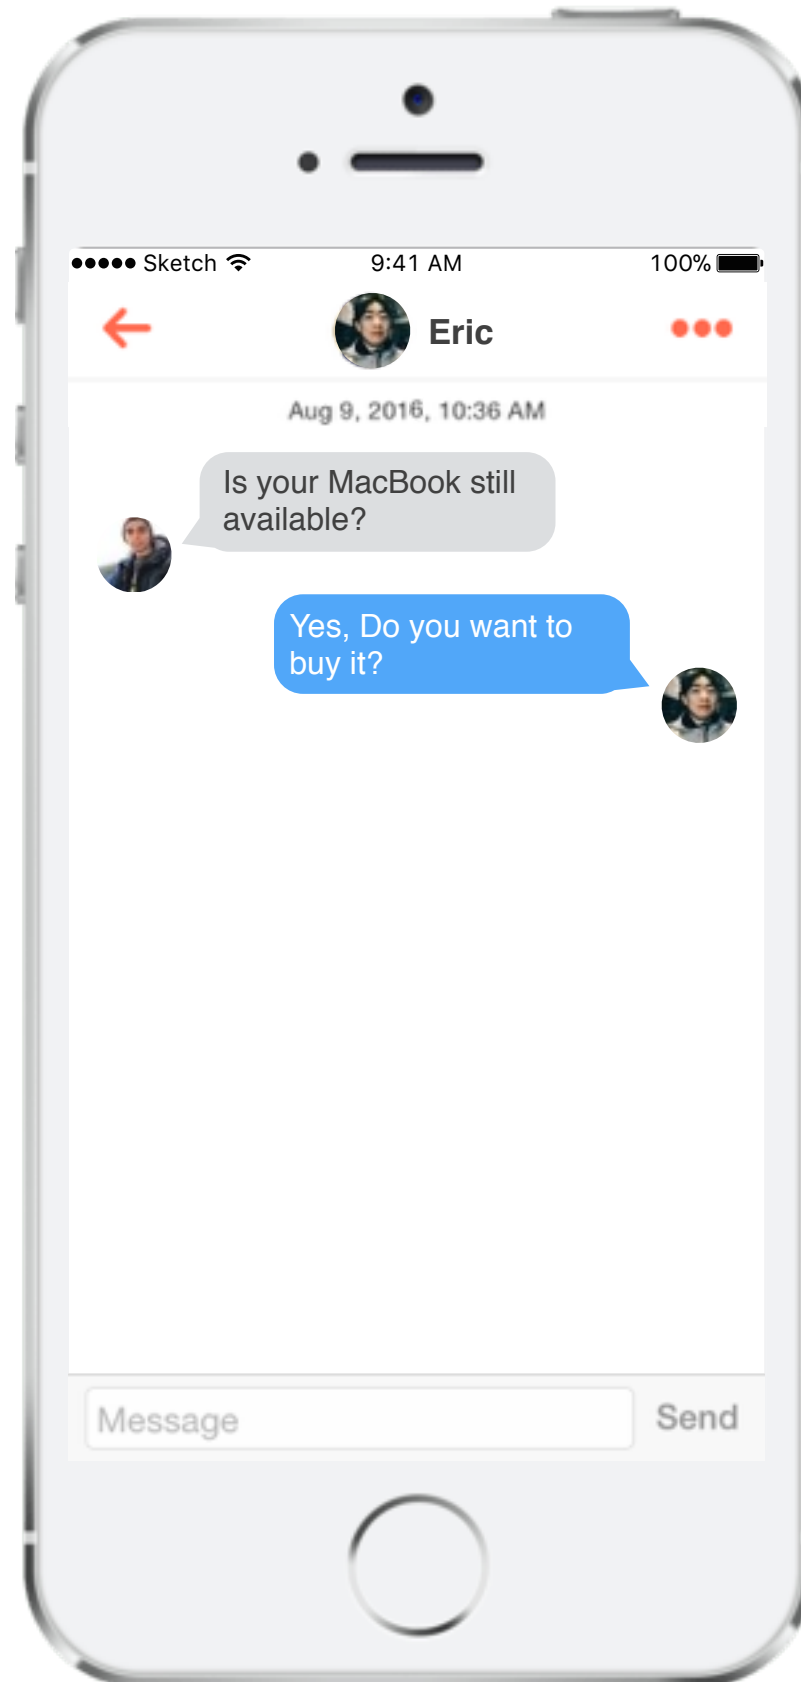 Sketch 9:41 AM 100%
Eric
Aug 9, 2016, 10:36 AM
Is your MacBook still
available?
Yes, Do you want to
buy it?
Message Send